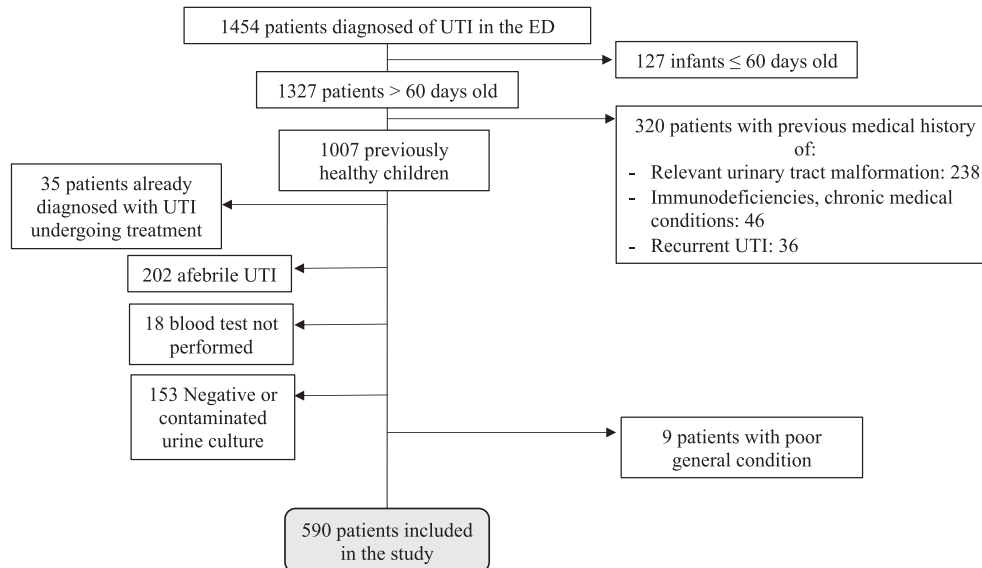 1454 patients diagnosed of UTI in the ED
127 infants ≤ 60 days old
1327 patients > 60 days old
320 patients with previous medical history
of:
- Relevant urinary tract malformation: 238
- Immunodeficiencies, chronic medical
conditions: 46
- Recurrent UTI: 36
1007 previously
healthy children
35 patients already
diagnosed with UTI
undergoing treatment
202 afebrile UTI
18 blood test not
performed
153 Negative or
contaminated
urine culture
9 patients with poor
general condition
590 patients included
in the study